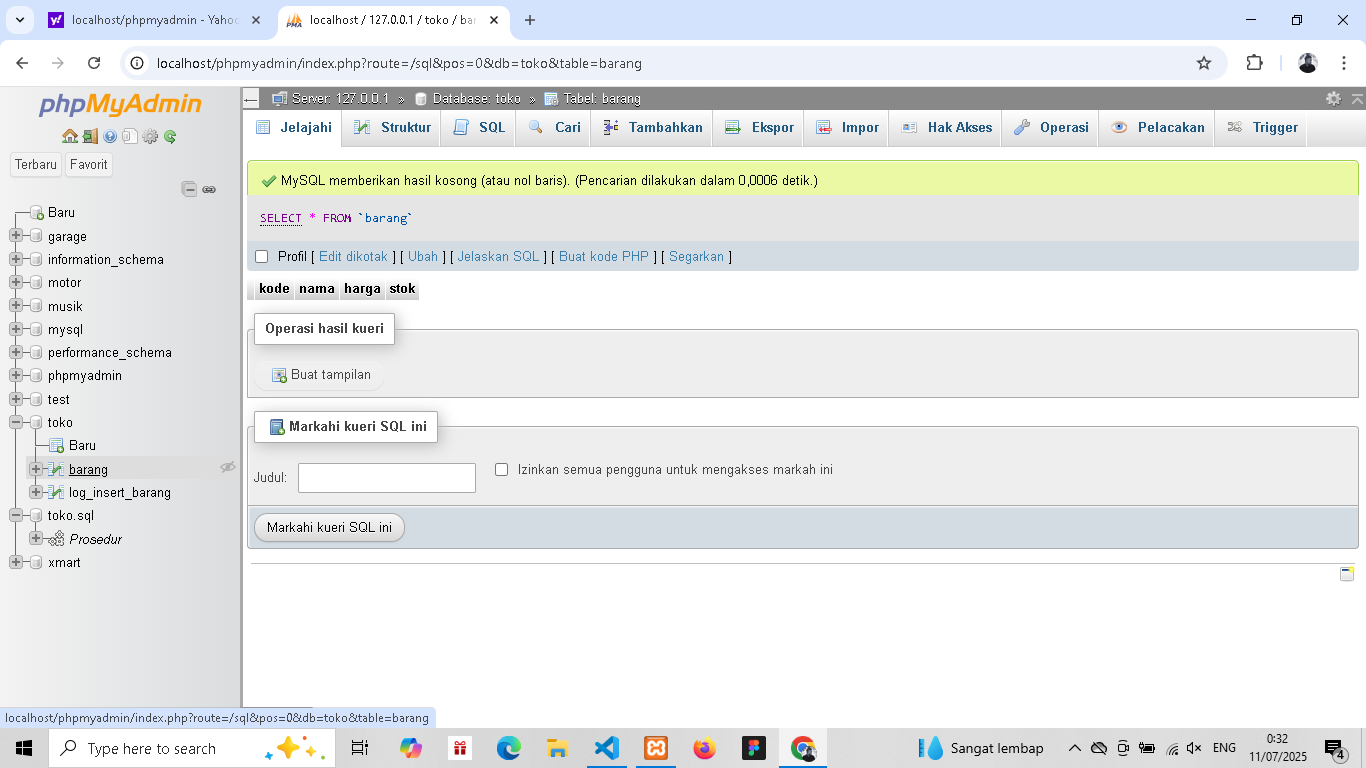 localhost/phpmyadmin - Yahoo
localhost / 127.0.0.1 / toko / bar
localhost/phpmyadmin/index.php?route=/sql&pos=0&db=toko&table=barang
phpMyAdmin
Terbaru Favorit
Baru
garage
information_schema
motor
musik
mysql
performance_schema
phpmyadmin
test
toko
Baru
barang
log_insert_barang
toko.sql
Prosedur
xmart
Server: 127.0.0.1 » Database: toko » Tabel: barang
Jelajahi Struktur SQL Cari Tambahkan Ekspor Impor Hak Akses Operasi Pelacakan Trigger
MySQL memberikan hasil kosong (atau nol baris). (Pencarian dilakukan dalam 0,0006 detik.)
SELECT * FROM `barang`
Profil [ Edit dikotak ] [ Ubah ] [ Jelaskan SQL ] [ Buat kode PHP ] [ Segarkan ]
kode nama harga stok
Operasi hasil kueri
Buat tampilan
Markahi kueri SQL ini
Judul: Izinkan semua pengguna untuk mengakses markah ini
Markahi kueri SQL ini
localhost/phpmyadmin/index.php?route=/sql&pos=0&db=toko&table=barang
Type here to search
Sangat lembap
ENG
0:32
11/07/2025
4